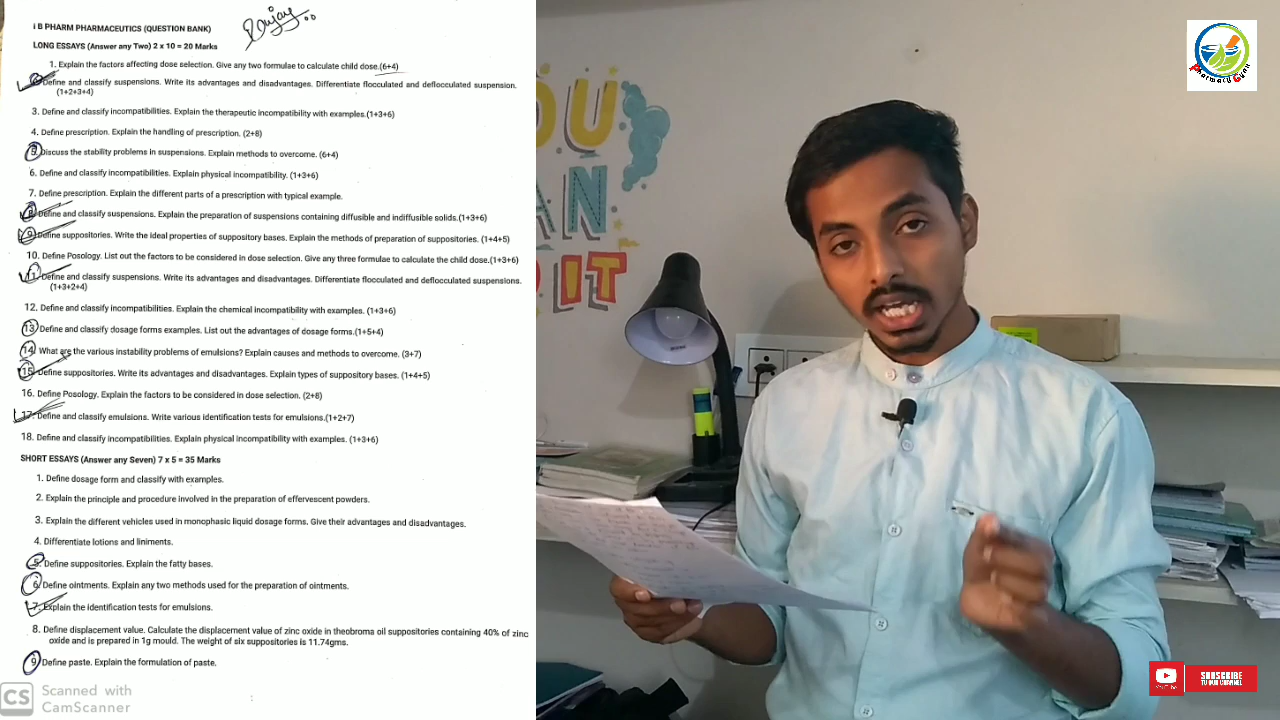 I B PHARM PHARMACEUTICS (QUESTION BANK)
LONG ESSAYS (Answer any Two) 2 x 10 = 20 Marks
1. Explain the factors affecting dose selection. Give any two formulae to calculate child dose.(6+4)
Define and classify suspensions. Write its advantages and disadvantages. Differentiate flocculated and deflocculated suspension.
(1+2+3+4)
3. Define and classify incompatibilities. Explain the therapeutic incompatibility with examples.(1+3+6)
4. Define prescription. Explain the handling of prescription. (2+8)
5. Discuss the stability problems in suspensions. Explain methods to overcome. (6+4)
6. Define and classify incompatibilities. Explain physical incompatibility. (1+3+6)
7. Define prescription. Explain the different parts of a prescription with typical example.
8. Define and classify suspensions. Explain the preparation of suspensions containing diffusible and indiffusible solids.(1+3+6)
9. Define suppositories. Write the ideal properties of suppository bases. Explain the methods of preparation of suppositories. (1+4+5)
10. Define Posology. List out the factors to be considered in dose selection. Give any three formulae to calculate the child dose.(1+3+6)
11. Define and classify suspensions. Write its advantages and disadvantages. Differentiate flocculated and deflocculated suspensions.
(1+3+2+4)
12. Define and classify incompatibilities. Explain the chemical incompatibility with examples. (1+3+6)
13. Define and classify dosage forms examples. List out the advantages of dosage forms.(1+5+4)
14. What are the various instability problems of emulsions? Explain causes and methods to overcome. (3+7)
15. Define suppositories. Write its advantages and disadvantages. Explain types of suppository bases. (1+4+5)
16. Define Posology. Explain the factors to be considered in dose selection. (2+8)
17. Define and classify emulsions. Write various identification tests for emulsions.(1+2+7)
18. Define and classify incompatibilities. Explain physical incompatibility with examples. (1+3+6)
SHORT ESSAYS (Answer any Seven) 7 x 5 = 35 Marks
1. Define dosage form and classify with examples.
2. Explain the principle and procedure involved in the preparation of effervescent powders.
3. Explain the different vehicles used in monophasic liquid dosage forms. Give their advantages and disadvantages.
4. Differentiate lotions and liniments.
5. Define suppositories. Explain the fatty bases.
6. Define ointments. Explain any two methods used for the preparation of ointments.
7. Explain the identification tests for emulsions.
8. Define displacement value. Calculate the displacement value of zinc oxide in theobroma oil suppositories containing 40% of zinc
oxide and is prepared in 1g mould. The weight of six suppositories is 11.74gms.
9. Define paste. Explain the formulation of paste.
CS Scanned with
CamScanner
YOU
CAN
DO IT
Pharmacy Guru
SUBSCRIBE
TO OUR CHANNEL